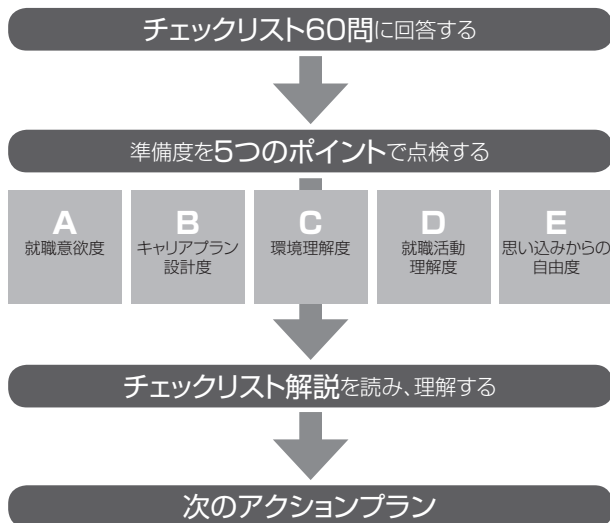 チェックリスト60問に回答する
準備度を5つのポイントで点検する
A
就職意欲度
B
キャリアプラン
設計度
C
環境理解度
D
就職活動
理解度
E
思い込みからの
自由度
チェックリスト解説を読み、理解する
次のアクションプラン